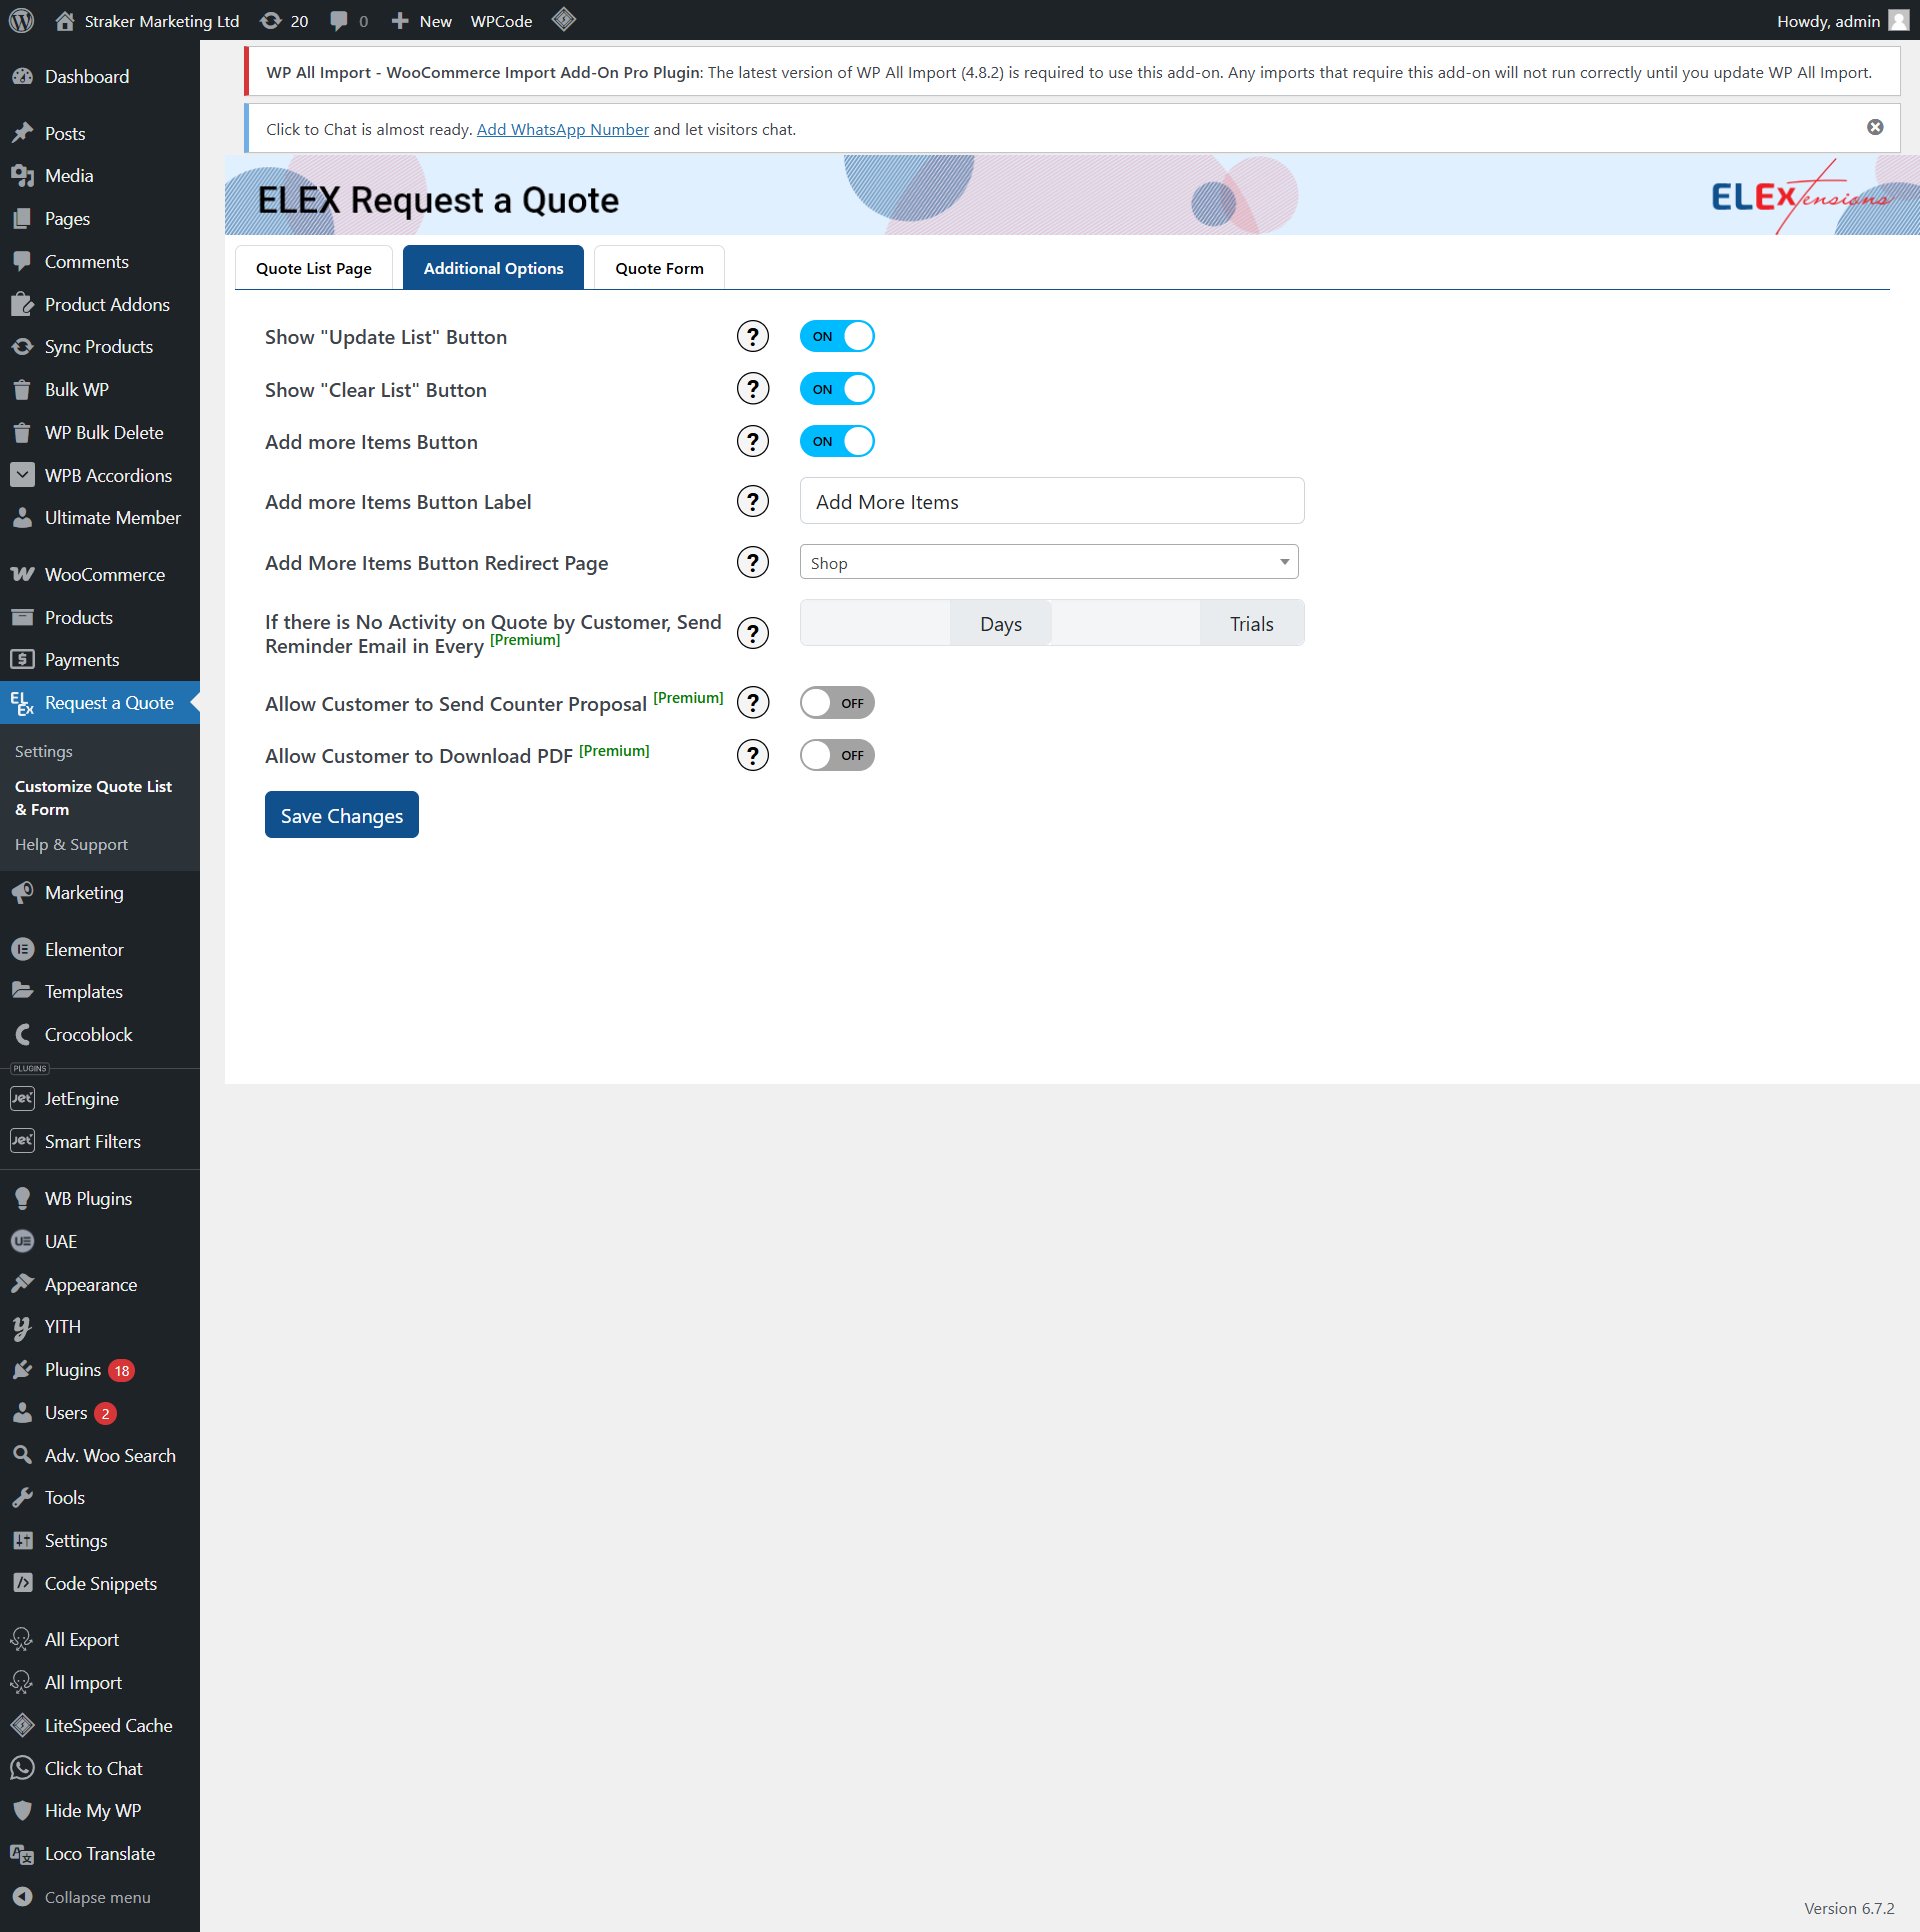 Straker Marketing Ltd 20 0 New WPCode Howdy, admin
Dashboard
Posts
Media
Pages
Comments
Product Addons
Sync Products
Bulk WP
WP Bulk Delete
WPB Accordions
Ultimate Member
WooCommerce
Products
Payments
Request a Quote
Settings
Customize Quote List
& Form
Help & Support
Marketing
Elementor
Templates
Crocoblock
PLUGINS
JetEngine
Smart Filters
WB Plugins
UAE
Appearance
YITH
Plugins 18
Users 2
Adv. Woo Search
Tools
Settings
Code Snippets
All Export
All Import
LiteSpeed Cache
Click to Chat
Hide My WP
Loco Translate
Collapse menu
WP All Import - WooCommerce Import Add-On Pro Plugin: The latest version of WP All Import (4.8.2) is required to use this add-on. Any imports that require this add-on will not run correctly until you update WP All Import.
Click to Chat is almost ready. Add WhatsApp Number and let visitors chat.
ELEX Request a Quote
ELEXtensions
Quote List Page Additional Options Quote Form
Show "Update List" Button ? ON
Show "Clear List" Button ? ON
Add more Items Button ? ON
Add more Items Button Label ? Add More Items
Add More Items Button Redirect Page ? Shop
If there is No Activity on Quote by Customer, Send
Reminder Email in Every [Premium] ? Days Trials
Allow Customer to Send Counter Proposal [Premium] ? OFF
Allow Customer to Download PDF [Premium] ? OFF
Save Changes
Version 6.7.2